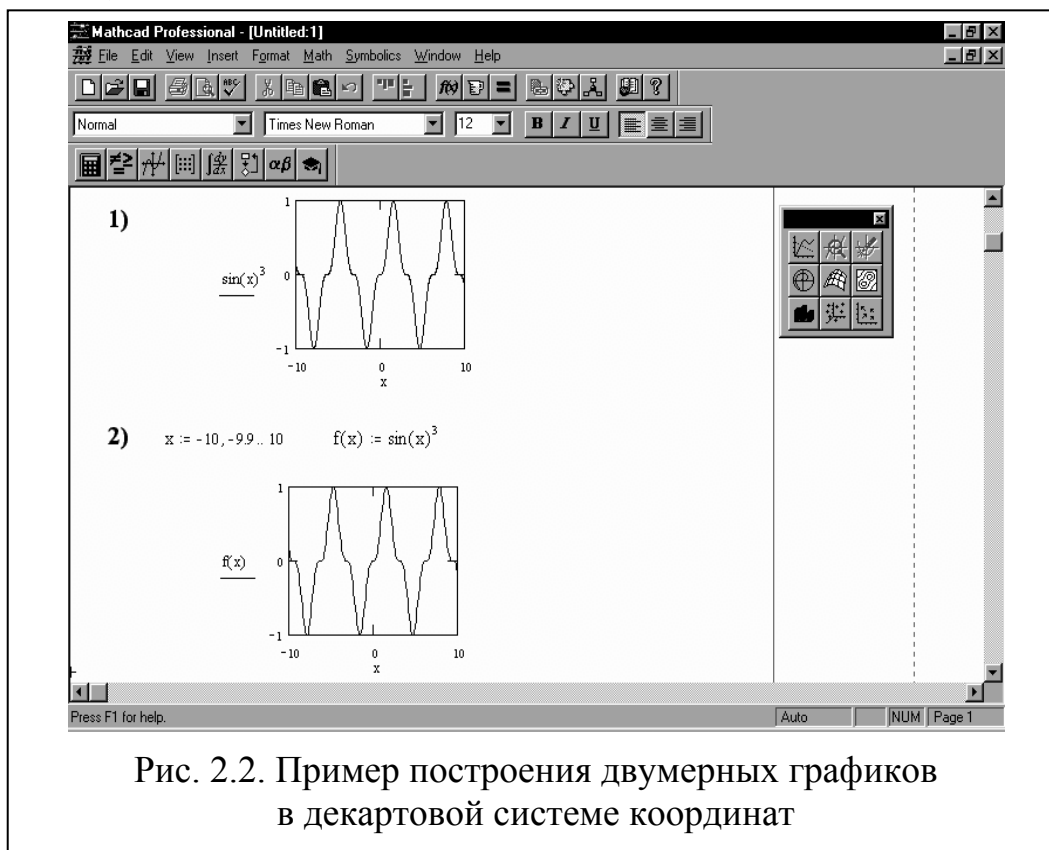 Mathcad Professional - [Untitled:1]
File Edit View Insert Format Math Symbolics Window Help
Normal Times New Roman 12 B I U
αβ
1)
1
sin(x)³ 0
-1
-10 0 10
x
2) x := -10, -9.9 .. 10 f(x) := sin(x)³
1
f(x) 0
-1
-10 0 10
x
Press F1 for help. Auto NUM Page 1
Рис. 2.2. Пример построения двумерных графиков
в декартовой системе координат